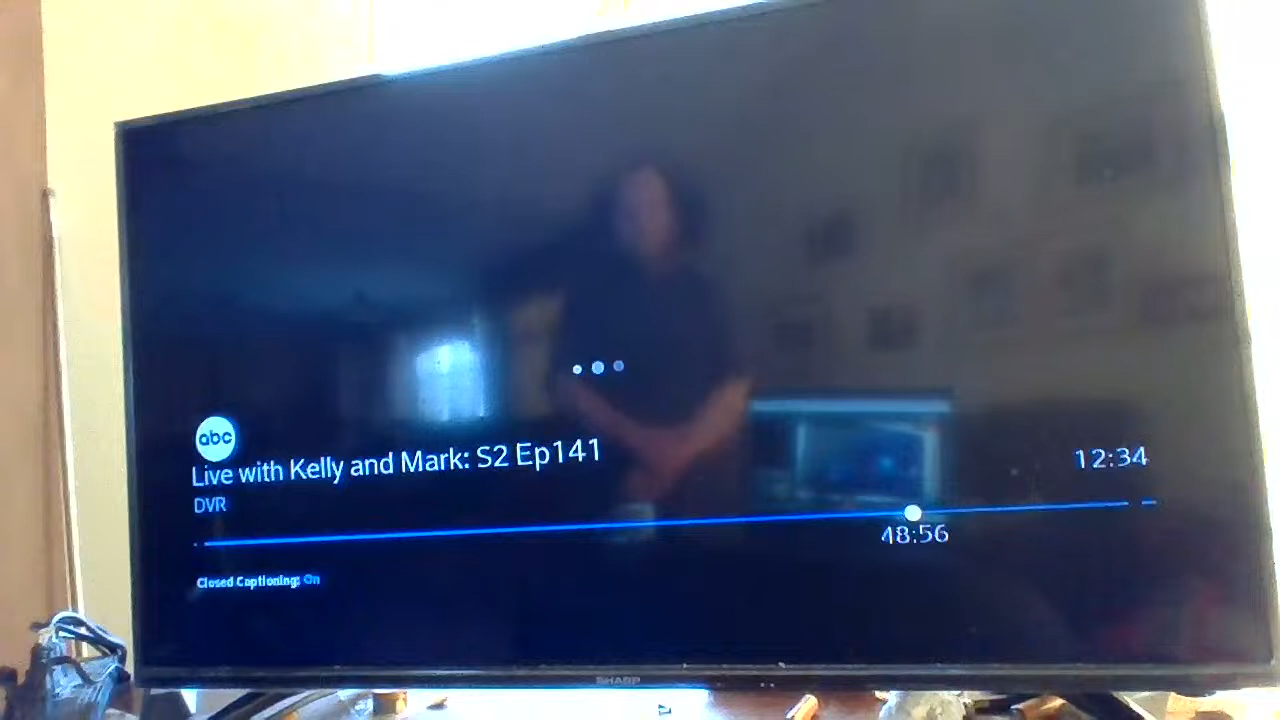 abc
Live with Kelly and Mark: S2 Ep141
12:34
DVR
48:56
Closed Captioning: On
SHARP